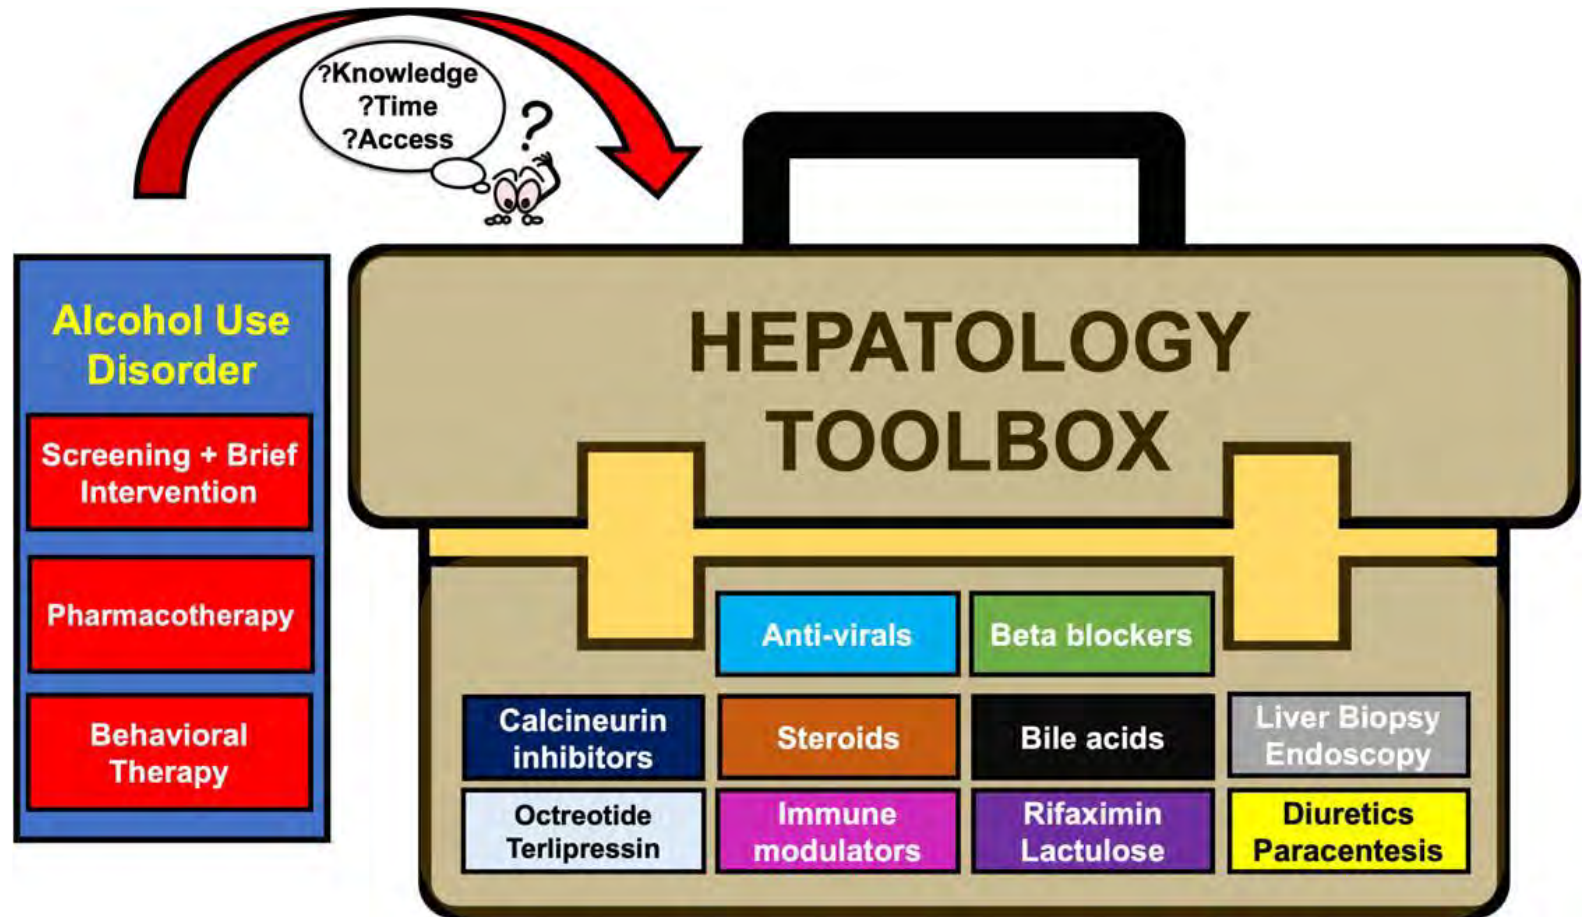 ?Knowledge
?Time
?Access
?
Alcohol Use
Disorder
Screening + Brief
Intervention
Pharmacotherapy
Behavioral
Therapy
HEPATOLOGY
TOOLBOX
Anti-virals
Beta blockers
Calcineurin
inhibitors
Steroids
Bile acids
Liver Biopsy
Endoscopy
Octreotide
Terlipressin
Immune
modulators
Rifaximin
Lactulose
Diuretics
Paracentesis